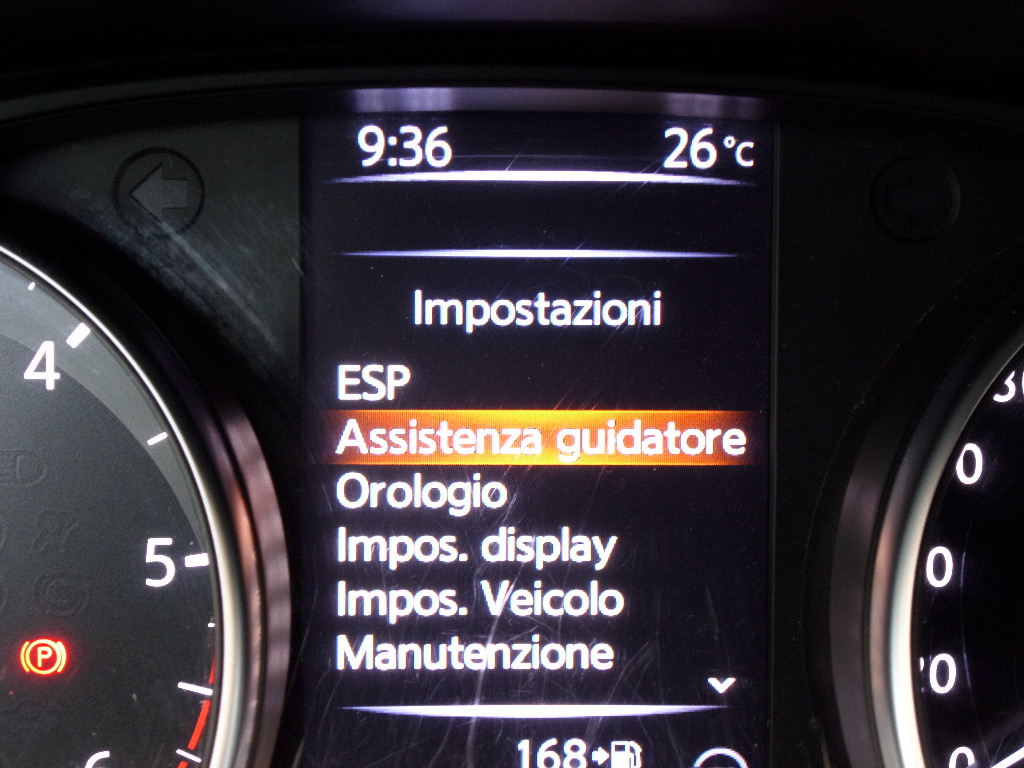 9:36 26°C
Impostazioni
ESP
Assistenza guidatore
Orologio
Impos. display
Impos. Veicolo
Manutenzione
168
4
5
P